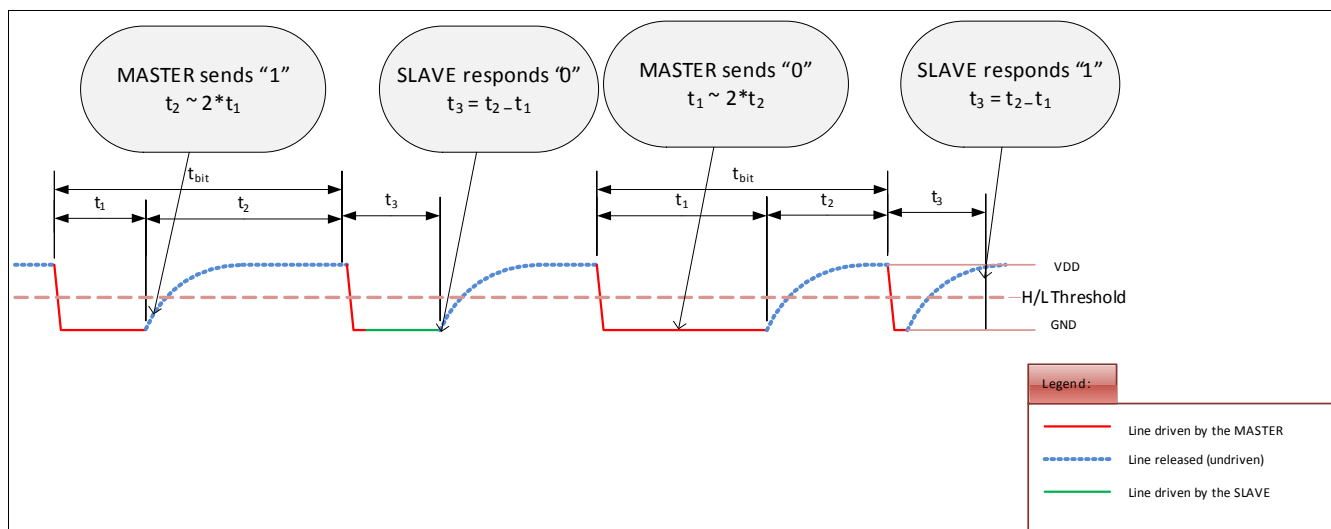 MASTER sends “1”
t2 ~ 2*t1
SLAVE responds “0”
t3 = t2 – t1
MASTER sends “0”
t1 ~ 2*t2
SLAVE responds “1”
t3 = t2 – t1
tbit
tbit
t1
t2
t3
t1
t2
t3
VDD
H/L Threshold
GND
Legend:
Line driven by the MASTER
Line released (undriven)
Line driven by the SLAVE